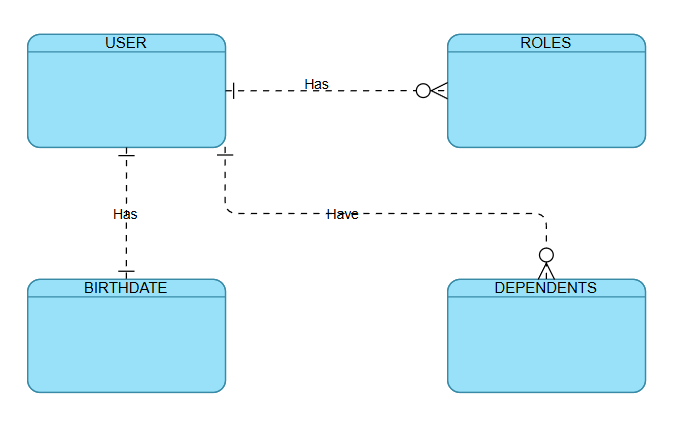 USER
ROLES
Has
Has
Have
BIRTHDATE
DEPENDENTS